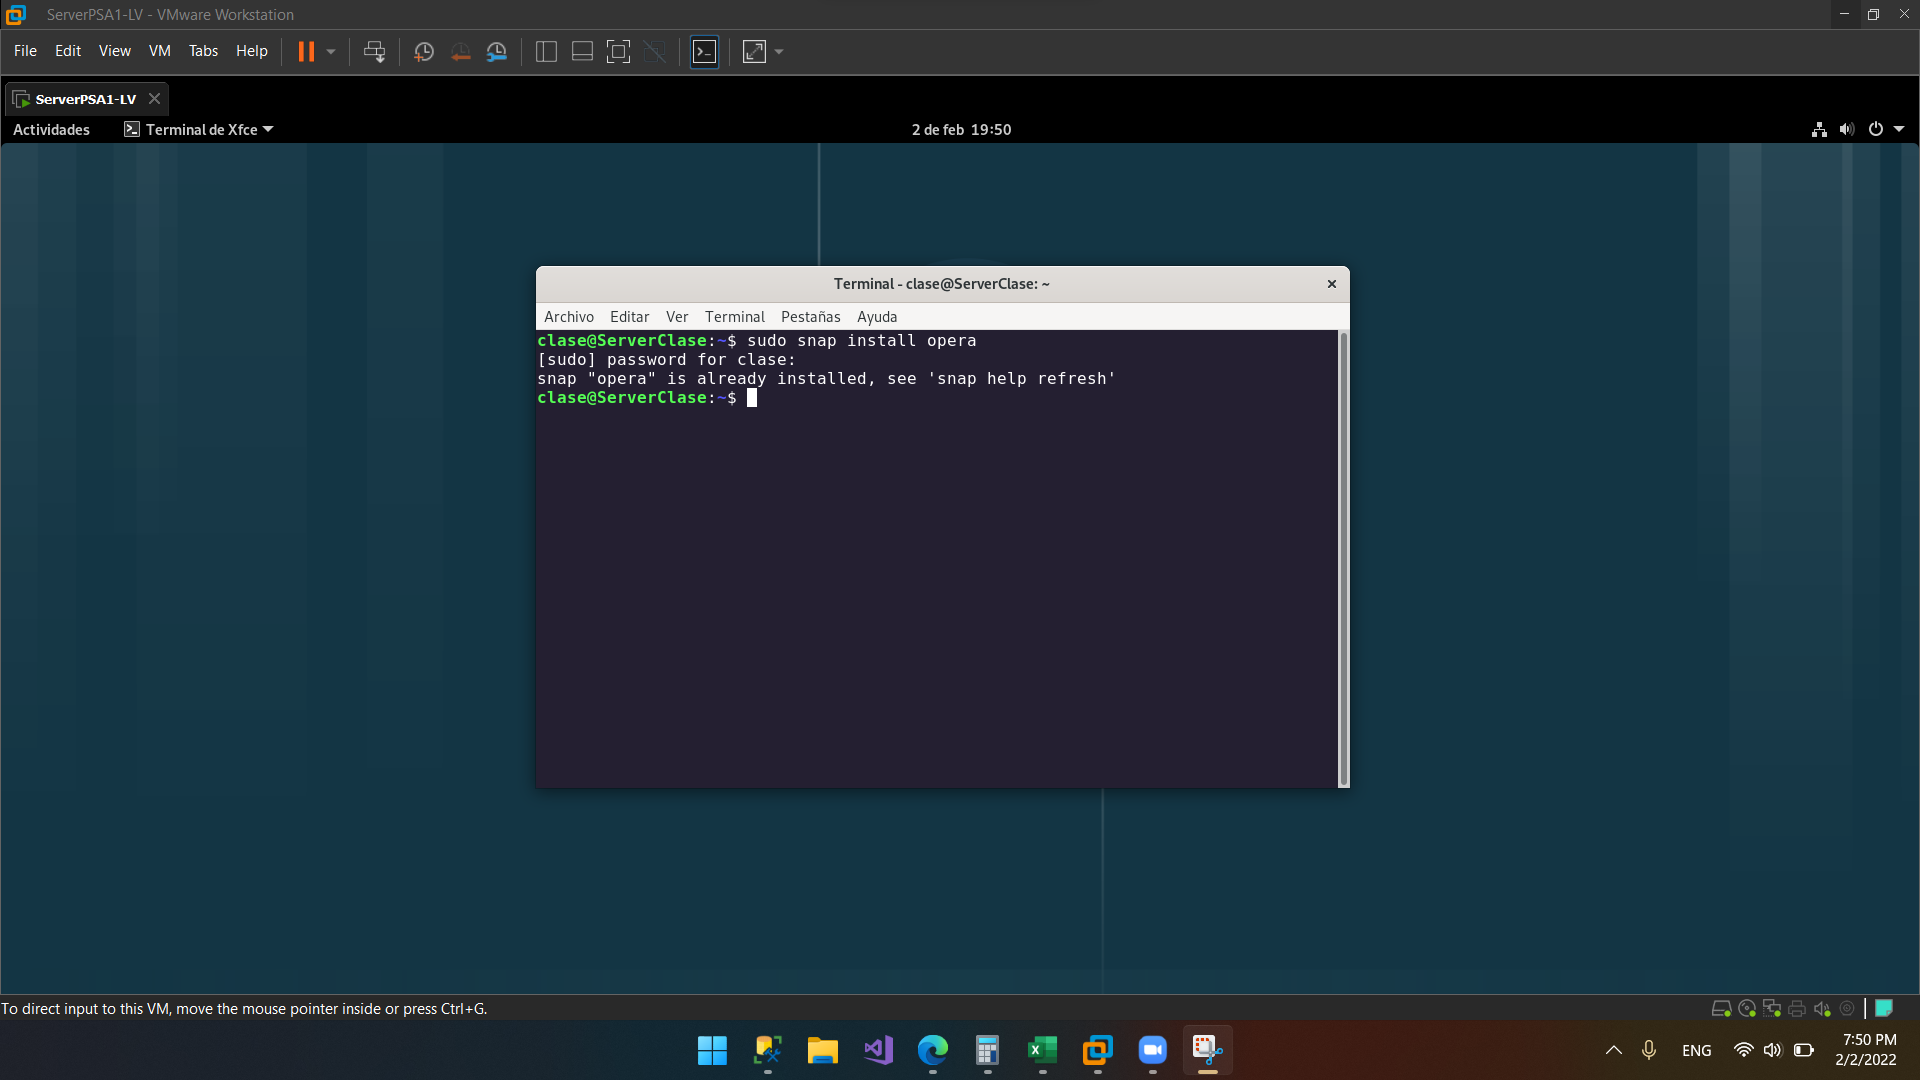 ServerPSA1-LV - VMware Workstation
File Edit View VM Tabs Help
ServerPSA1-LV
Actividades Terminal de Xfce 2 de feb 19:50
Terminal - clase@ServerClase: ~
Archivo Editar Ver Terminal Pestañas Ayuda
clase@ServerClase:~$ sudo snap install opera
[sudo] password for clase:
snap "opera" is already installed, see 'snap help refresh'
clase@ServerClase:~$
To direct input to this VM, move the mouse pointer inside or press Ctrl+G.
ENG
7:50 PM
2/2/2022